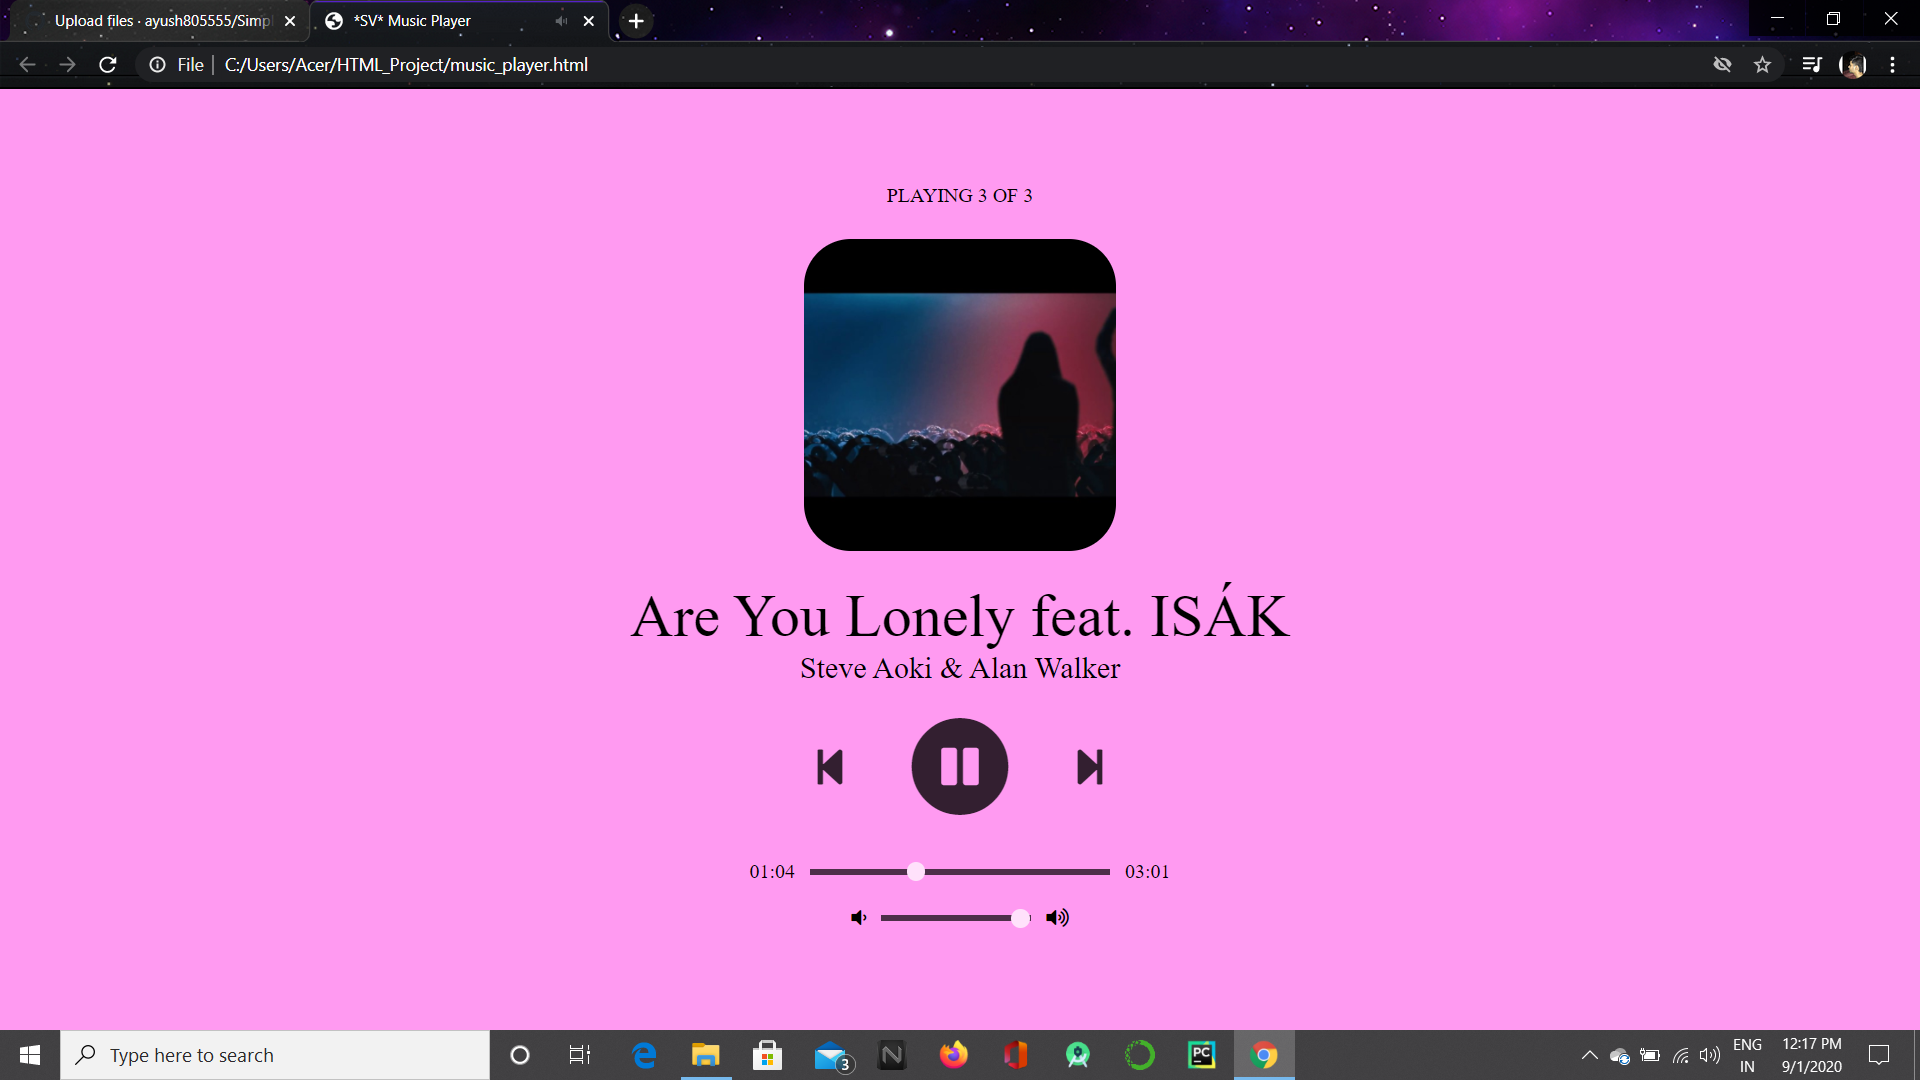 Upload files · ayush805555/Simpl
*SV* Music Player
File
C:/Users/Acer/HTML_Project/music_player.html
PLAYING 3 OF 3
Are You Lonely feat. ISÁK
Steve Aoki & Alan Walker
01:04
03:01
Type here to search
3
N
PC
ENG
IN
12:17 PM
9/1/2020